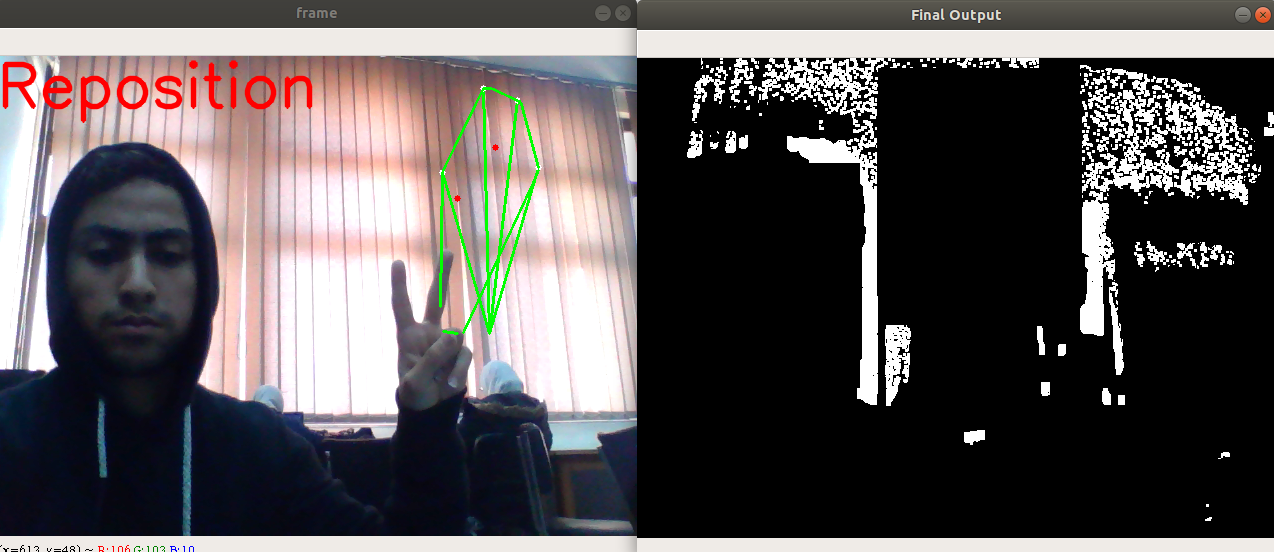 frame
Final Output
Reposition
(x=613, y=48) ~ R:106 G:103 B:10